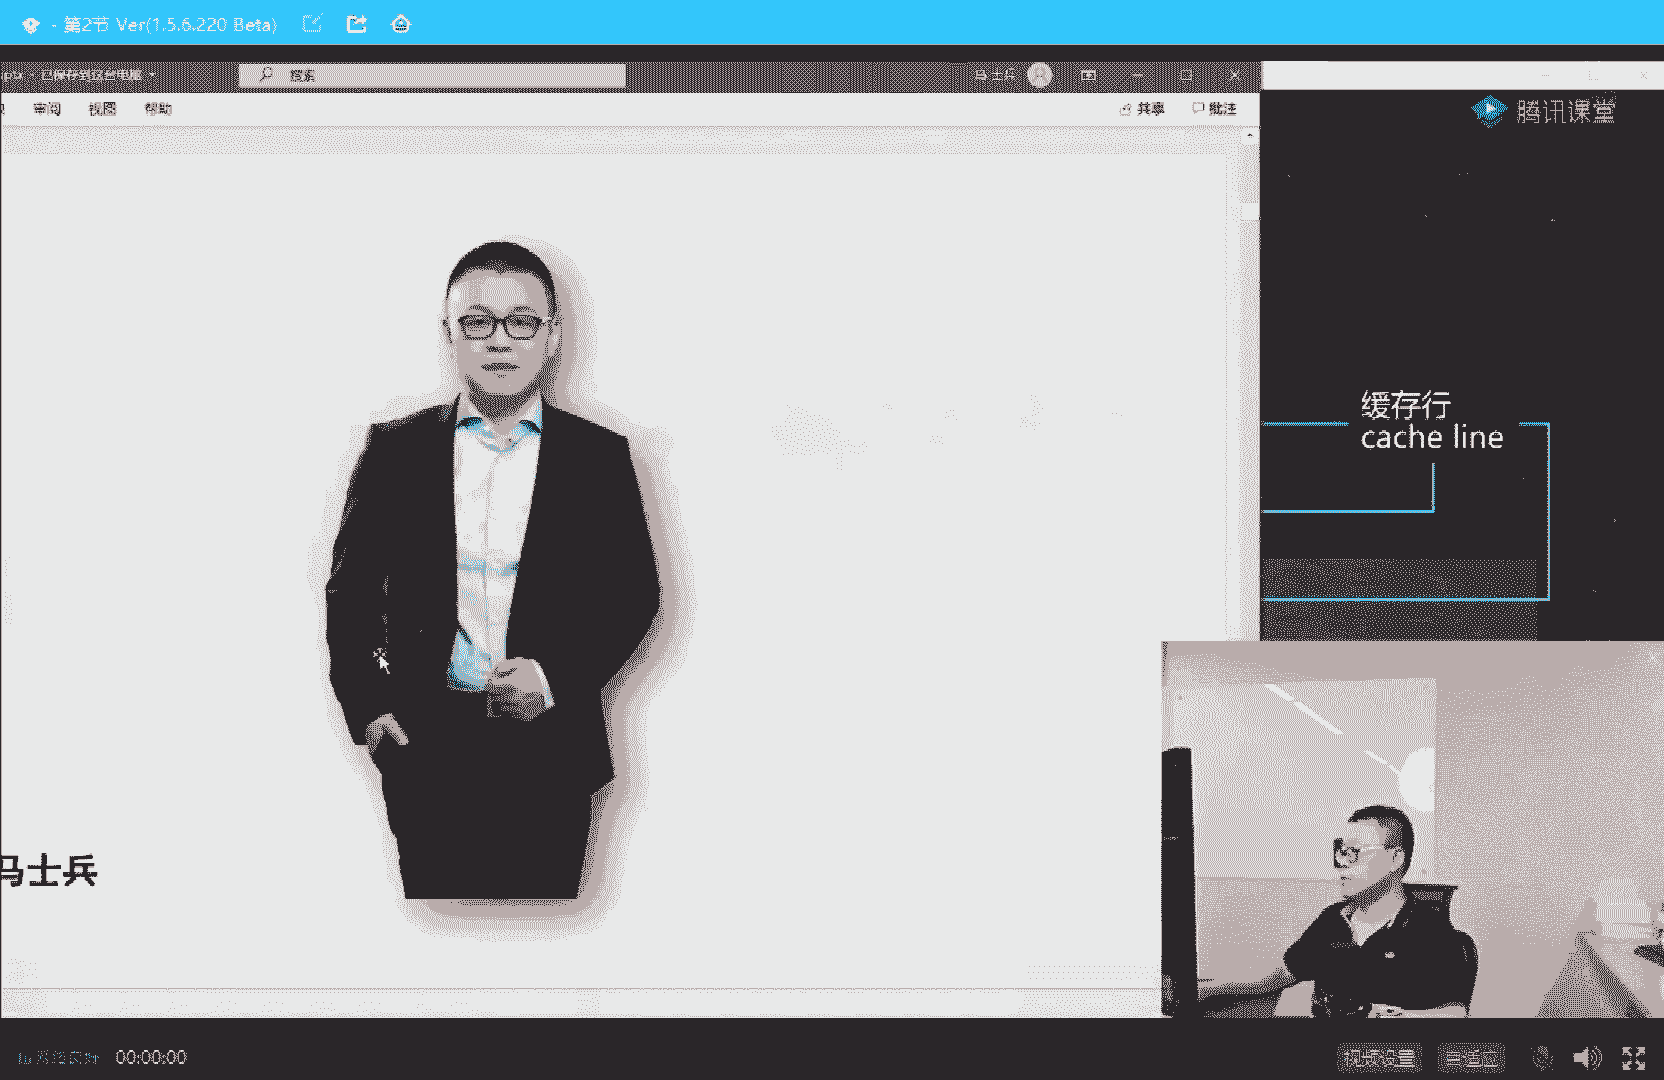 - 第2节 Ver(1.5.6.220 Beta)
已保存到这台电脑
搜索
马士兵
审阅
视图
帮助
共享
批注
腾讯课堂
缓存行
cache line
马士兵
00:00:00
视频设置
自适应